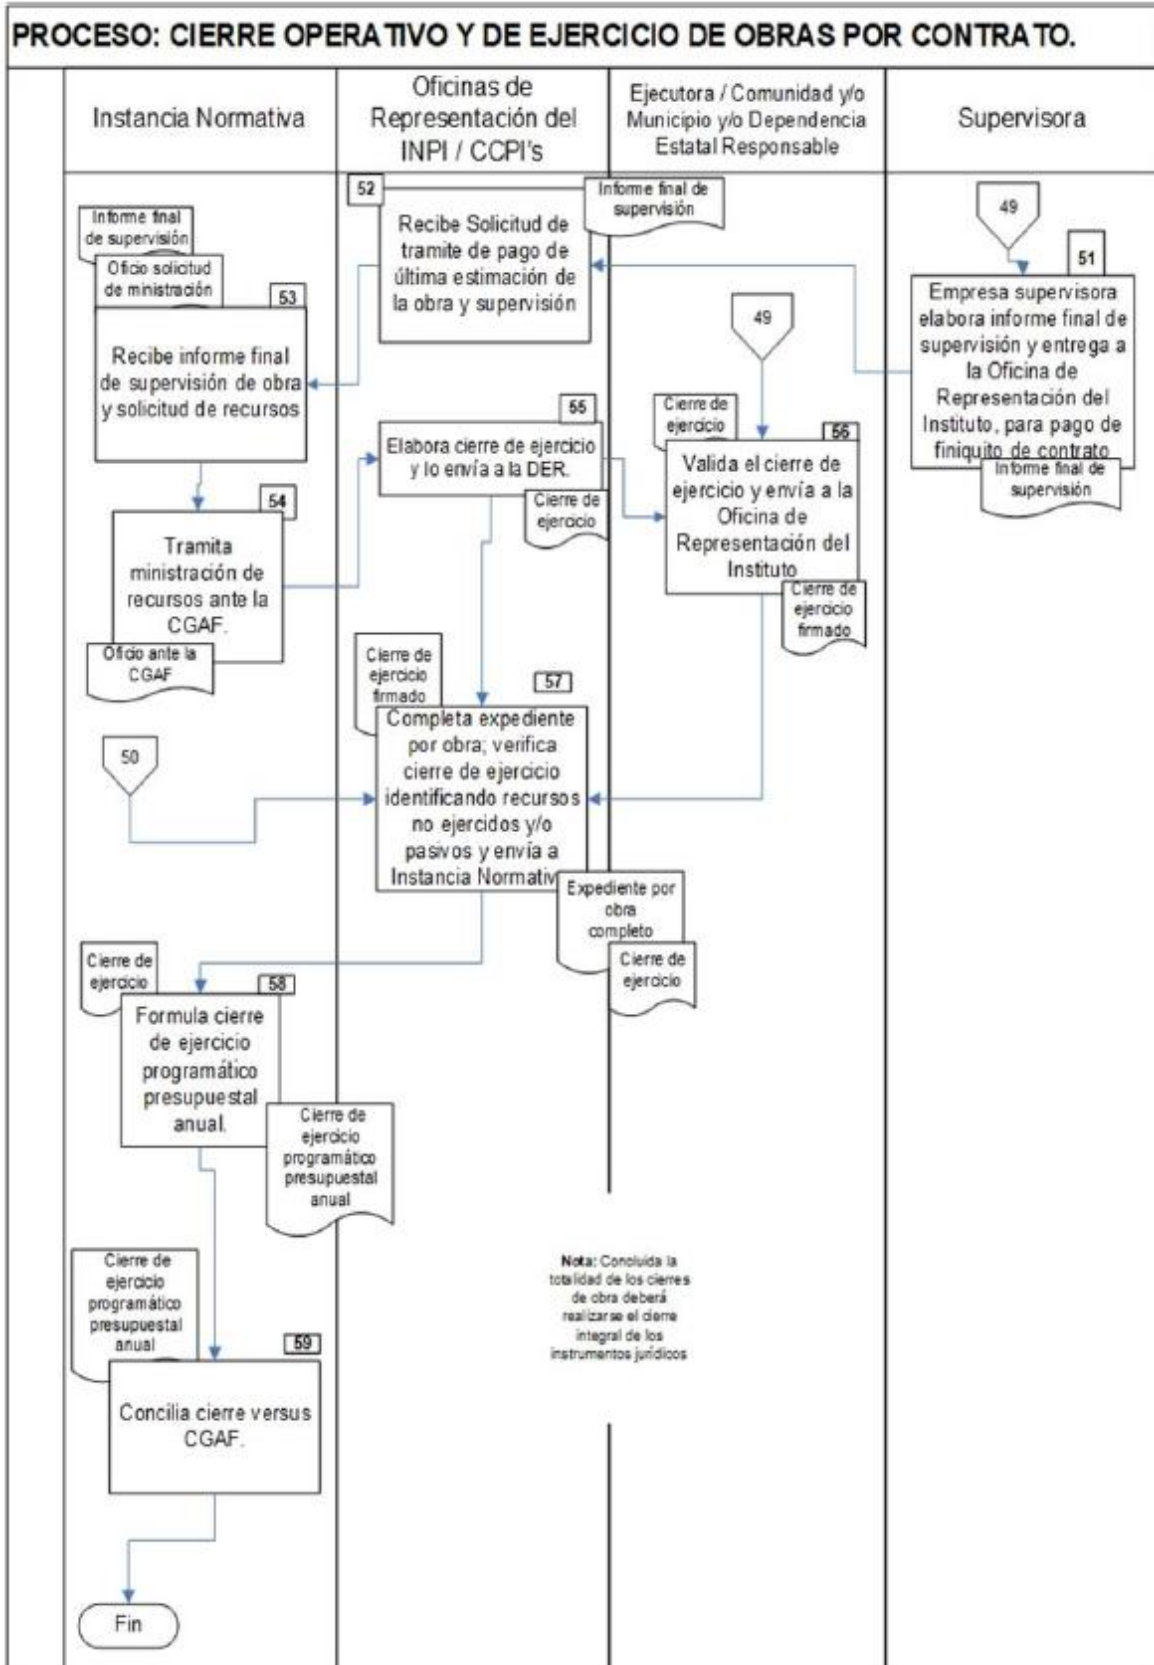 PROCESO: CIERRE OPERATIVO Y DE EJERCICIO DE OBRAS POR CONTRATO.
Instancia Normativa
Oficinas de
Representación del
INPI / CCPI's
Ejecutora / Comunidad y/o
Municipio y/o Dependencia
Estatal Responsable
Supervisora
49
51
Empresa supervisora
elabora informe final de
supervisión y entrega a
la Oficina de
Representación del
Instituto, para pago de
finiquito de contrato
Informe final de
supervisión
52
Informe final de
supervisión
Recibe Solicitud de
tramite de pago de
última estimación de
la obra y supervisión
Informe final
de supervisión
Oficio solicitud
de ministración
53
Recibe informe final
de supervisión de obra
y solicitud de recursos
54
Tramita
ministración de
recursos ante la
CGAF.
Oficio ante la
CGAF
55
Elabora cierre de ejercicio
y lo envía a la DER.
Cierre de
ejercicio
49
Cierre de
ejercicio
56
Valida el cierre de
ejercicio y envía a la
Oficina de
Representación del
Instituto
Cierre de
ejercicio
firmado
50
Cierre de
ejercicio
firmado
57
Completa expediente
por obra; verifica
cierre de ejercicio
identificando recursos
no ejercidos y/o
pasivos y envía a
Instancia Normativ
Expediente por
obra
completo
Cierre de
ejercicio
Cierre de
ejercicio
58
Formula cierre
de ejercicio
programático
presupuestal
anual.
Cierre de
ejercicio
programático
presupuestal
anual
Nota: Concluida la
totalidad de los cierres
de obra deberá
realizarse el cierre
integral de los
instrumentos jurídicos
Cierre de
ejercicio
programático
presupuestal
anual
59
Concilia cierre versus
CGAF.
Fin